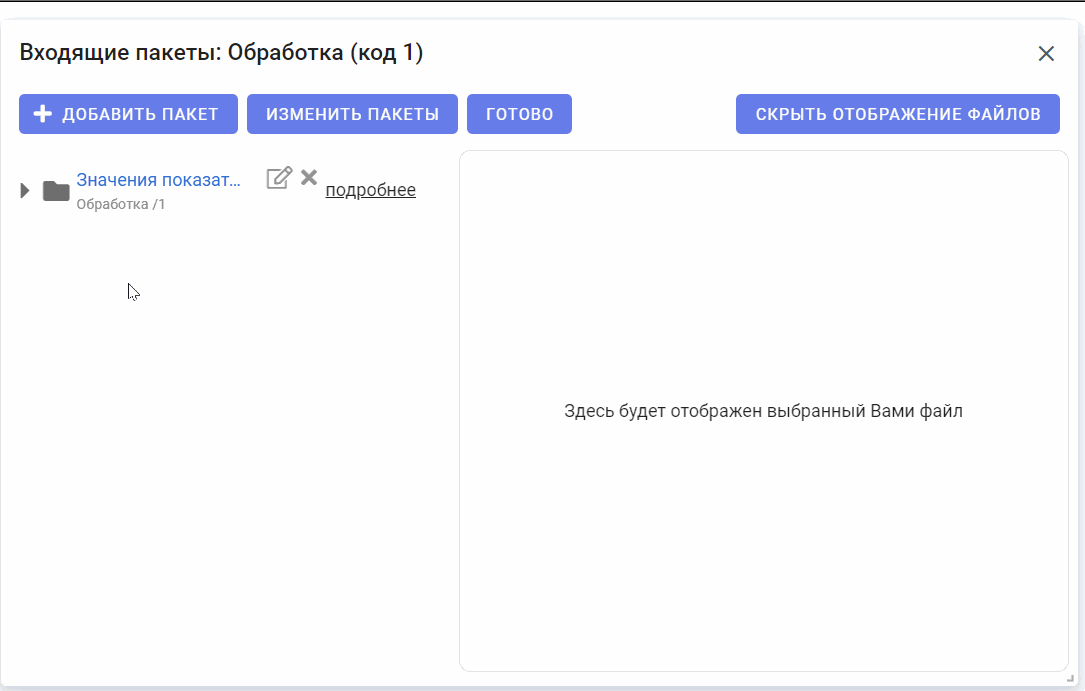 Входящие пакеты: Обработка (код 1)
ДОБАВИТЬ ПАКЕТ ИЗМЕНИТЬ ПАКЕТЫ ГОТОВО СКРЫТЬ ОТОБРАЖЕНИЕ ФАЙЛОВ
Значения показат...
подробнее
Обработка /1
Здесь будет отображен выбранный Вами файл